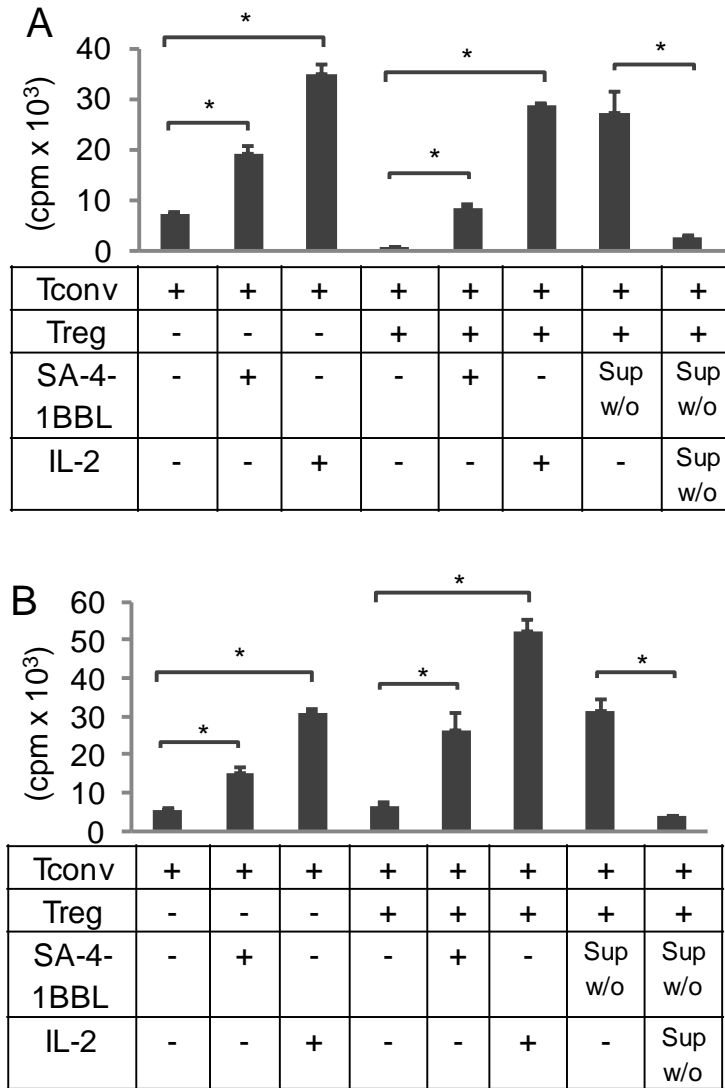 A
(cpm x 10³)
40
30
20
10
0
* * * * *
Tconv + + + + + + + +
Treg - - - + + + + +
SA-4-1BBL - + - - + - Sup w/o Sup w/o
IL-2 - - + - - + - Sup w/o
B
(cpm x 10³)
60
50
40
30
20
10
0
* * * * *
Tconv + + + + + + + +
Treg - - - + + + + +
SA-4-1BBL - + - - + - Sup w/o Sup w/o
IL-2 - - + - - + - Sup w/o